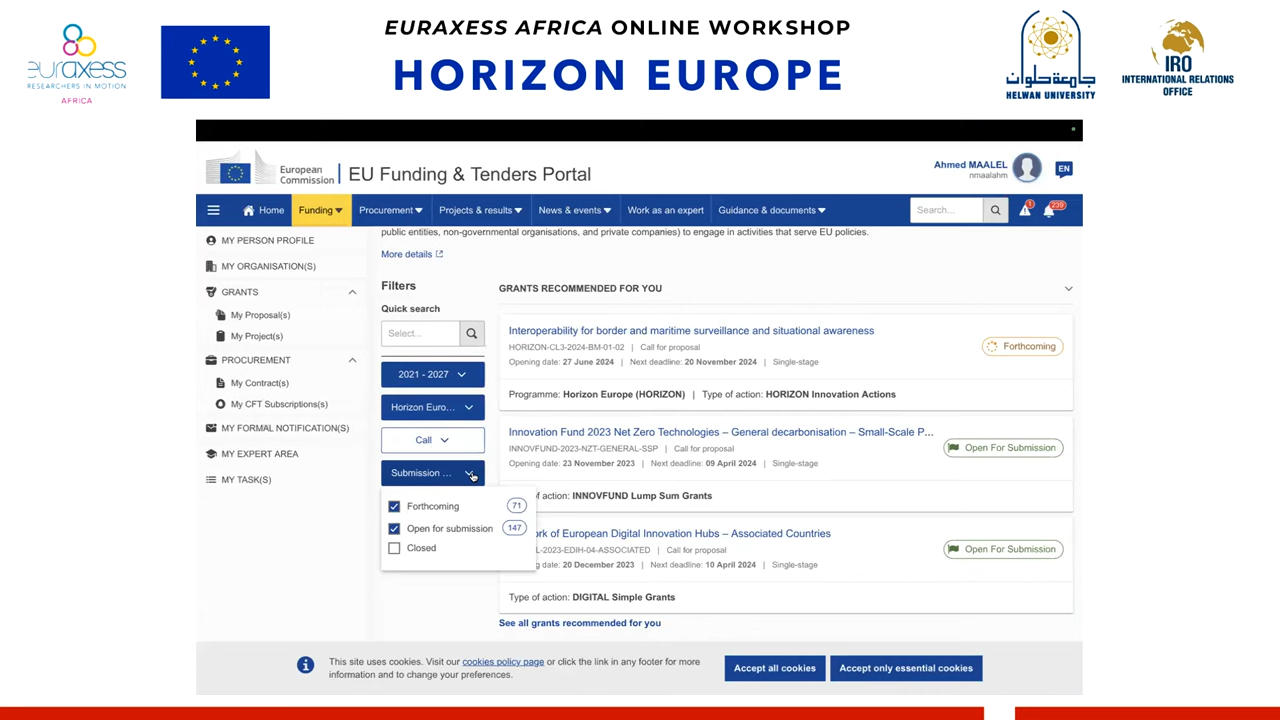 EURAXESS AFRICA ONLINE WORKSHOP
HORIZON EUROPE
euraxess
RESEARCHERS IN MOTION
AFRICA
جامعة حلوان
HELWAN UNIVERSITY
IRO
INTERNATIONAL RELATIONS
OFFICE
European
Commission
EU Funding & Tenders Portal
Ahmed MAALEL
nmaalahm
EN
Home
Funding
Procurement
Projects & results
News & events
Work as an expert
Guidance & documents
Search...
1
239
MY PERSON PROFILE
MY ORGANISATION(S)
GRANTS
My Proposal(s)
My Project(s)
PROCUREMENT
My Contract(s)
My CFT Subscriptions(s)
MY FORMAL NOTIFICATION(S)
MY EXPERT AREA
MY TASK(S)
public entities, non-governmental organisations, and private companies) to engage in activities that serve EU policies.
More details
Filters
Quick search
Select...
2021 - 2027
Horizon Euro...
Call
Submission ...
Forthcoming 71
Open for submission 147
Closed
GRANTS RECOMMENDED FOR YOU
Interoperability for border and maritime surveillance and situational awareness
HORIZON-CL3-2024-BM-01-02 | Call for proposal
Forthcoming
Opening date: 27 June 2024 | Next deadline: 20 November 2024 | Single-stage
Programme: Horizon Europe (HORIZON) | Type of action: HORIZON Innovation Actions
Innovation Fund 2023 Net Zero Technologies – General decarbonisation – Small-Scale P...
INNOVFUND-2023-NZT-GENERAL-SSP | Call for proposal
Open For Submission
Opening date: 23 November 2023 | Next deadline: 09 April 2024 | Single-stage
of action: INNOVFUND Lump Sum Grants
rk of European Digital Innovation Hubs – Associated Countries
L-2023-EDIH-04-ASSOCIATED | Call for proposal
Open For Submission
date: 20 December 2023 | Next deadline: 10 April 2024 | Single-stage
Type of action: DIGITAL Simple Grants
See all grants recommended for you
This site uses cookies. Visit our cookies policy page or click the link in any footer for more
information and to change your preferences.
Accept all cookies
Accept only essential cookies